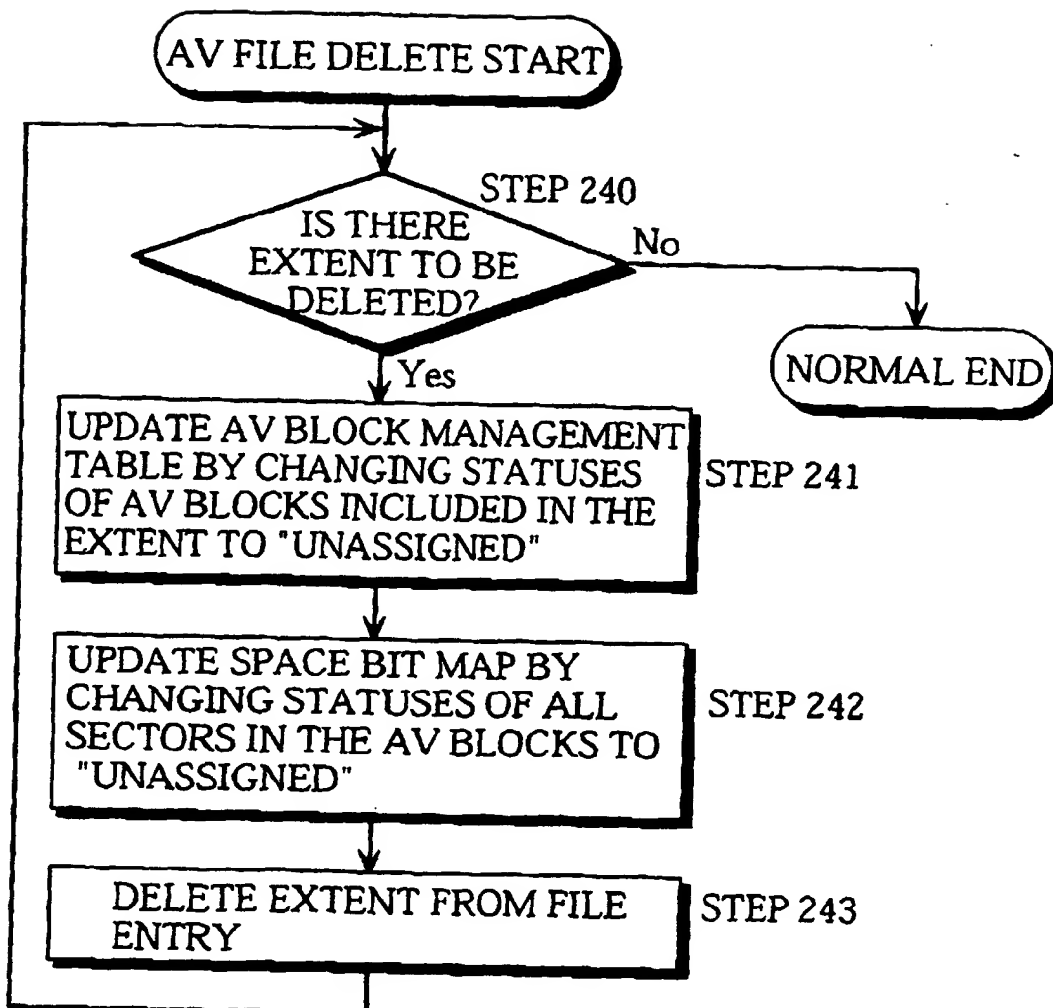 AV FILE DELETE START
STEP 240
IS THERE
EXTENT TO BE
DELETED?
No
NORMAL END
Yes
UPDATE AV BLOCK MANAGEMENT
TABLE BY CHANGING STATUSES
OF AV BLOCKS INCLUDED IN THE
EXTENT TO "UNASSIGNED"
STEP 241
UPDATE SPACE BIT MAP BY
CHANGING STATUSES OF ALL
SECTORS IN THE AV BLOCKS TO
"UNASSIGNED"
STEP 242
DELETE EXTENT FROM FILE
ENTRY
STEP 243